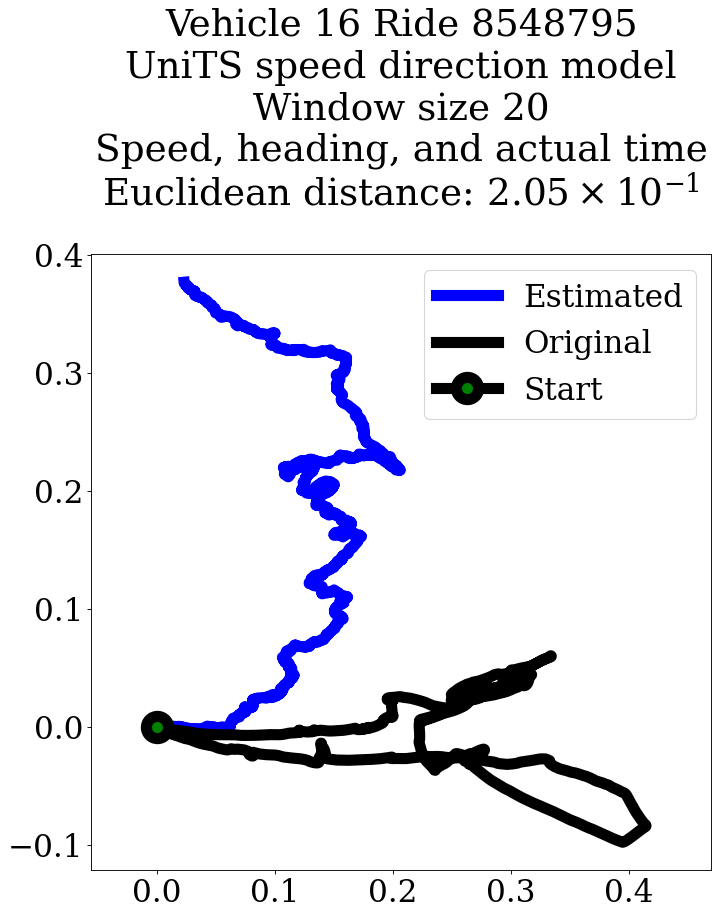 Vehicle 16 Ride 8548795
UniTS speed direction model
Window size 20
Speed, heading, and actual time
Euclidean distance: 2.05 × 10⁻¹
0.4
0.3
0.2
0.1
0.0
−0.1
0.0 0.1 0.2 0.3 0.4
Estimated
Original
Start